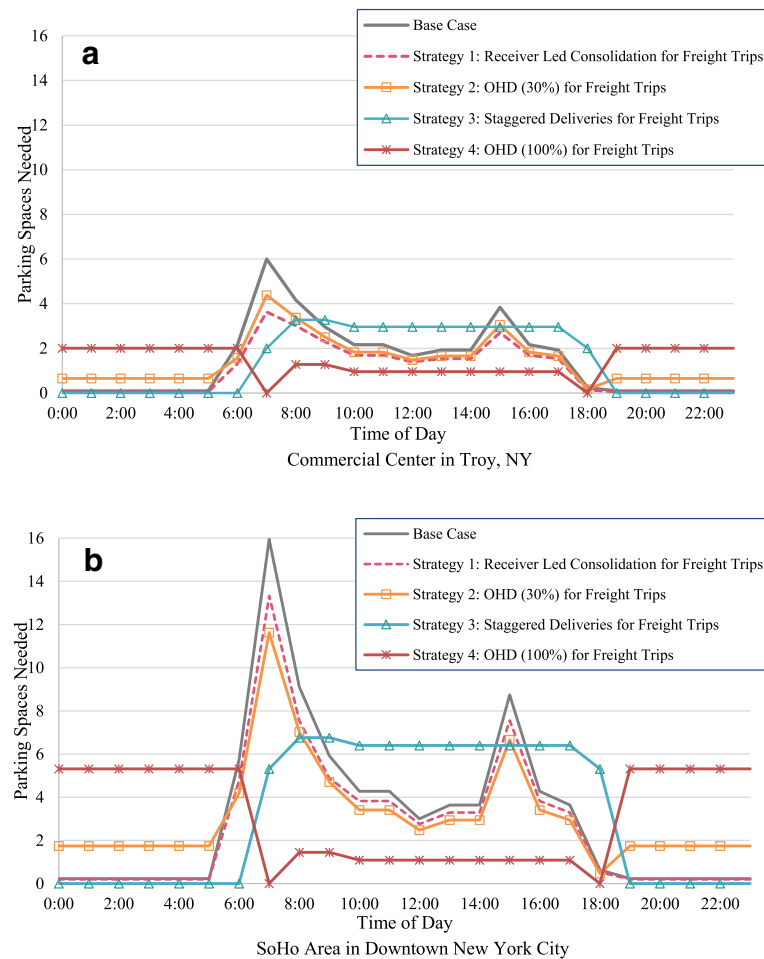 a
Base Case
Strategy 1: Receiver Led Consolidation for Freight Trips
Strategy 2: OHD (30%) for Freight Trips
Strategy 3: Staggered Deliveries for Freight Trips
Strategy 4: OHD (100%) for Freight Trips
Parking Spaces Needed
16
14
12
10
8
6
4
2
0
0:00 2:00 4:00 6:00 8:00 10:00 12:00 14:00 16:00 18:00 20:00 22:00
Time of Day
Commercial Center in Troy, NY
b
Base Case
Strategy 1: Receiver Led Consolidation for Freight Trips
Strategy 2: OHD (30%) for Freight Trips
Strategy 3: Staggered Deliveries for Freight Trips
Strategy 4: OHD (100%) for Freight Trips
Parking Spaces Needed
16
14
12
10
8
6
4
2
0
0:00 2:00 4:00 6:00 8:00 10:00 12:00 14:00 16:00 18:00 20:00 22:00
Time of Day
SoHo Area in Downtown New York City